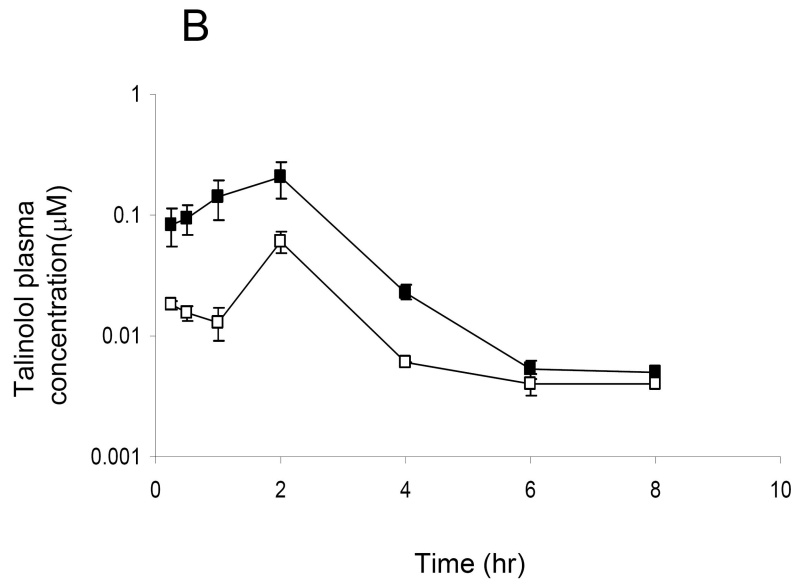 B
1
0.1
0.01
0.001
Talinolol plasma
concentration(μM)
0 2 4 6 8 10
Time (hr)